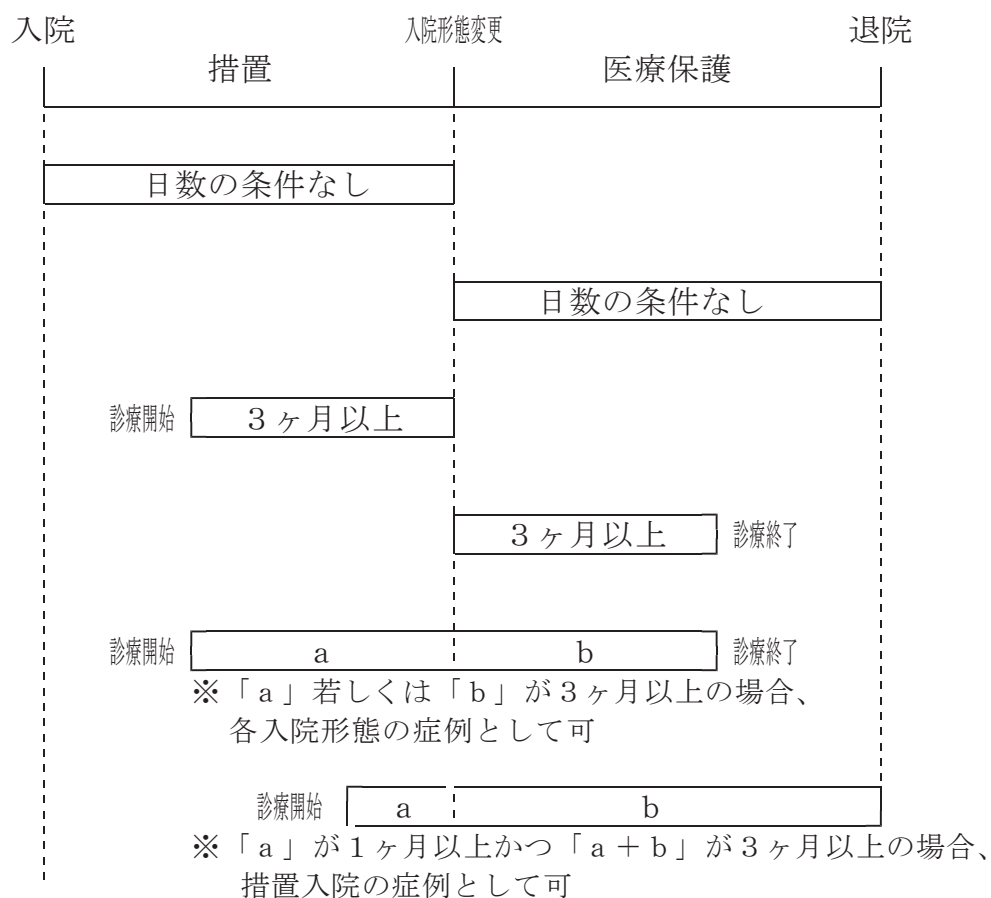 入院 入院形態変更 退院
措置 医療保護
日数の条件なし
日数の条件なし
診療開始 3ヶ月以上
3ヶ月以上 診療終了
診療開始 a b 診療終了
※「a」若しくは「b」が3ヶ月以上の場合、
各入院形態の症例として可
診療開始 a b
※「a」が1ヶ月以上かつ「a+b」が3ヶ月以上の場合、
措置入院の症例として可